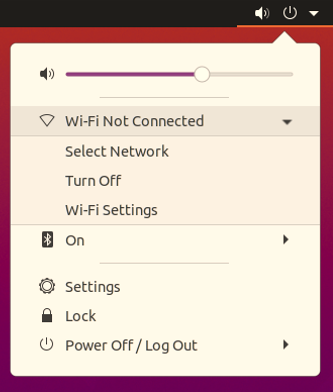 Wi-Fi Not Connected
Select Network
Turn Off
Wi-Fi Settings
On
Settings
Lock
Power Off / Log Out